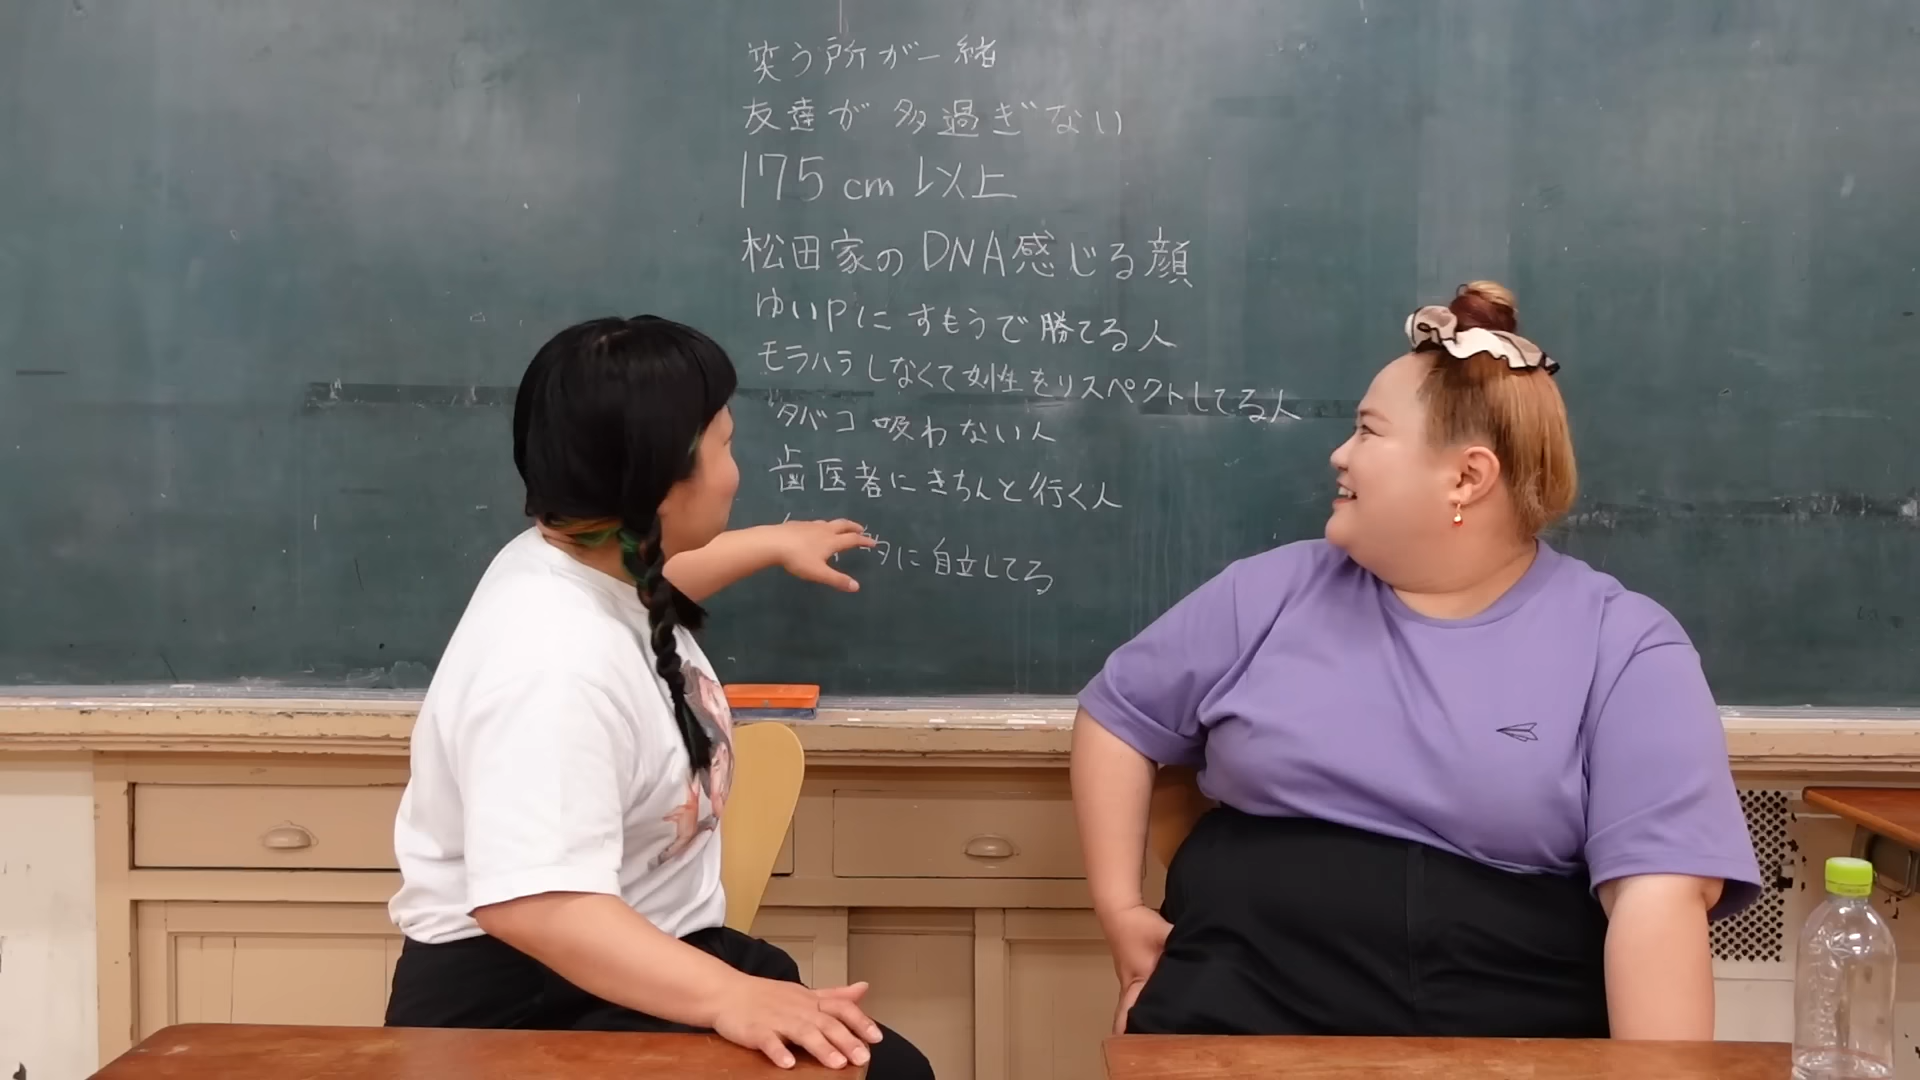 笑う所が一緒
友達が多過ぎない
175cm以上
松田家のDNA感じる顔
ゆいPにすもうで勝てる人
モラハラしなくて女性をリスペクトしてる人
タバコ吸わない人
歯医者にきちんと行く人
的に自立してる